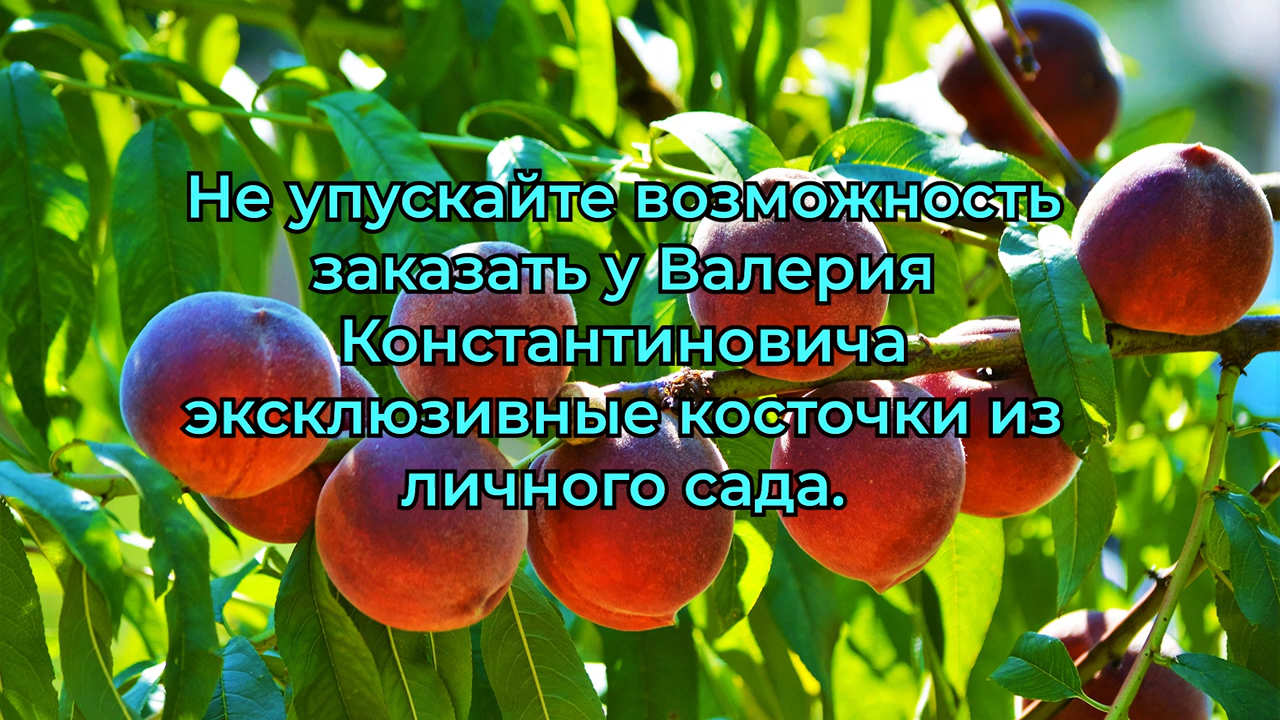 Не упускайте возможность
заказать у Валерия
Константиновича
эксклюзивные косточки из
личного сада.